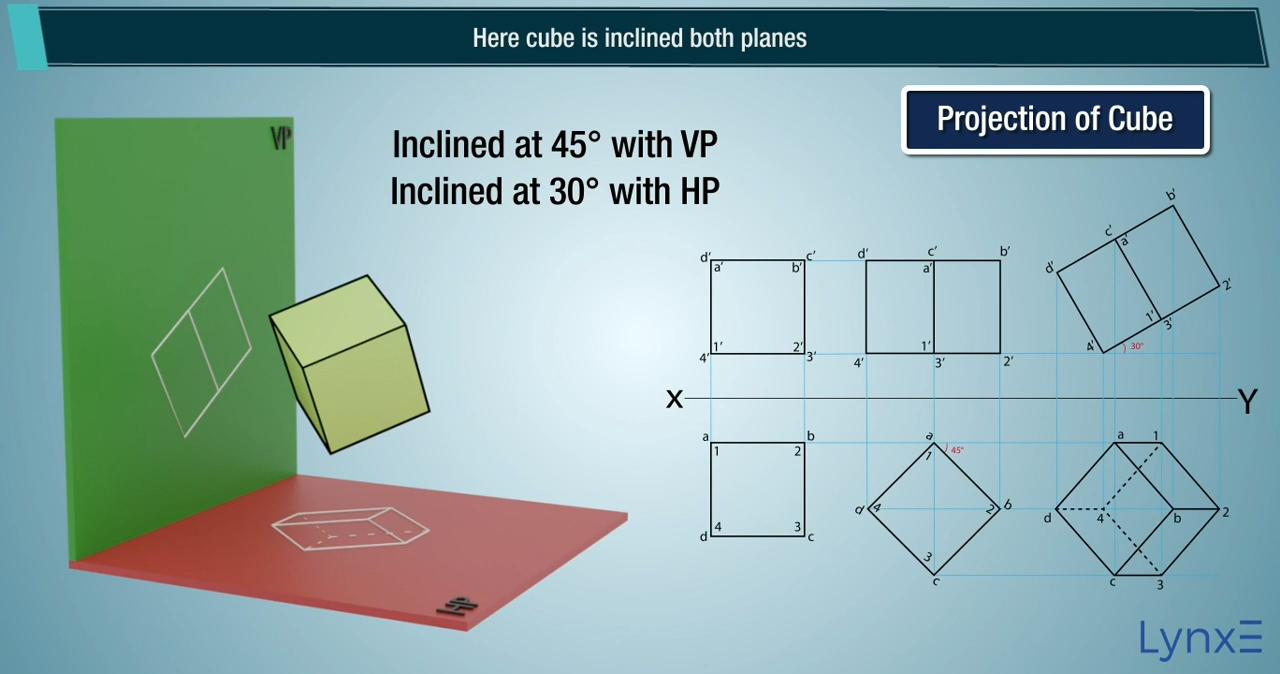 Here cube is inclined both planes
Projection of Cube
VP
Inclined at 45° with VP
Inclined at 30° with HP
d' c' d' c' b' c' b'
a' b' a' d' a'
1' 2' 1' 1' 2'
4' 3' 4' 3' 2' 4' 3' 30°
X Y
a b a 45° a 1
1 2 1
d 4 2 b d 4 b 2
4 3 3
d c c c 3
HP
LynxE